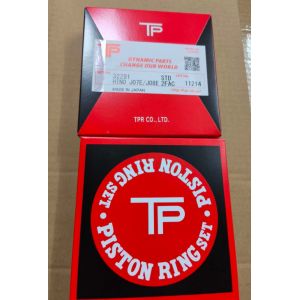 TP
DYNAMIC PARTS
CHANGE OUR WORLD
32291 STD
HINO J07E/J08E 2FAC 11214
MADE IN JAPAN
TPR CO., LTD.
PISTON RING SET
TP
PISTON RING SET